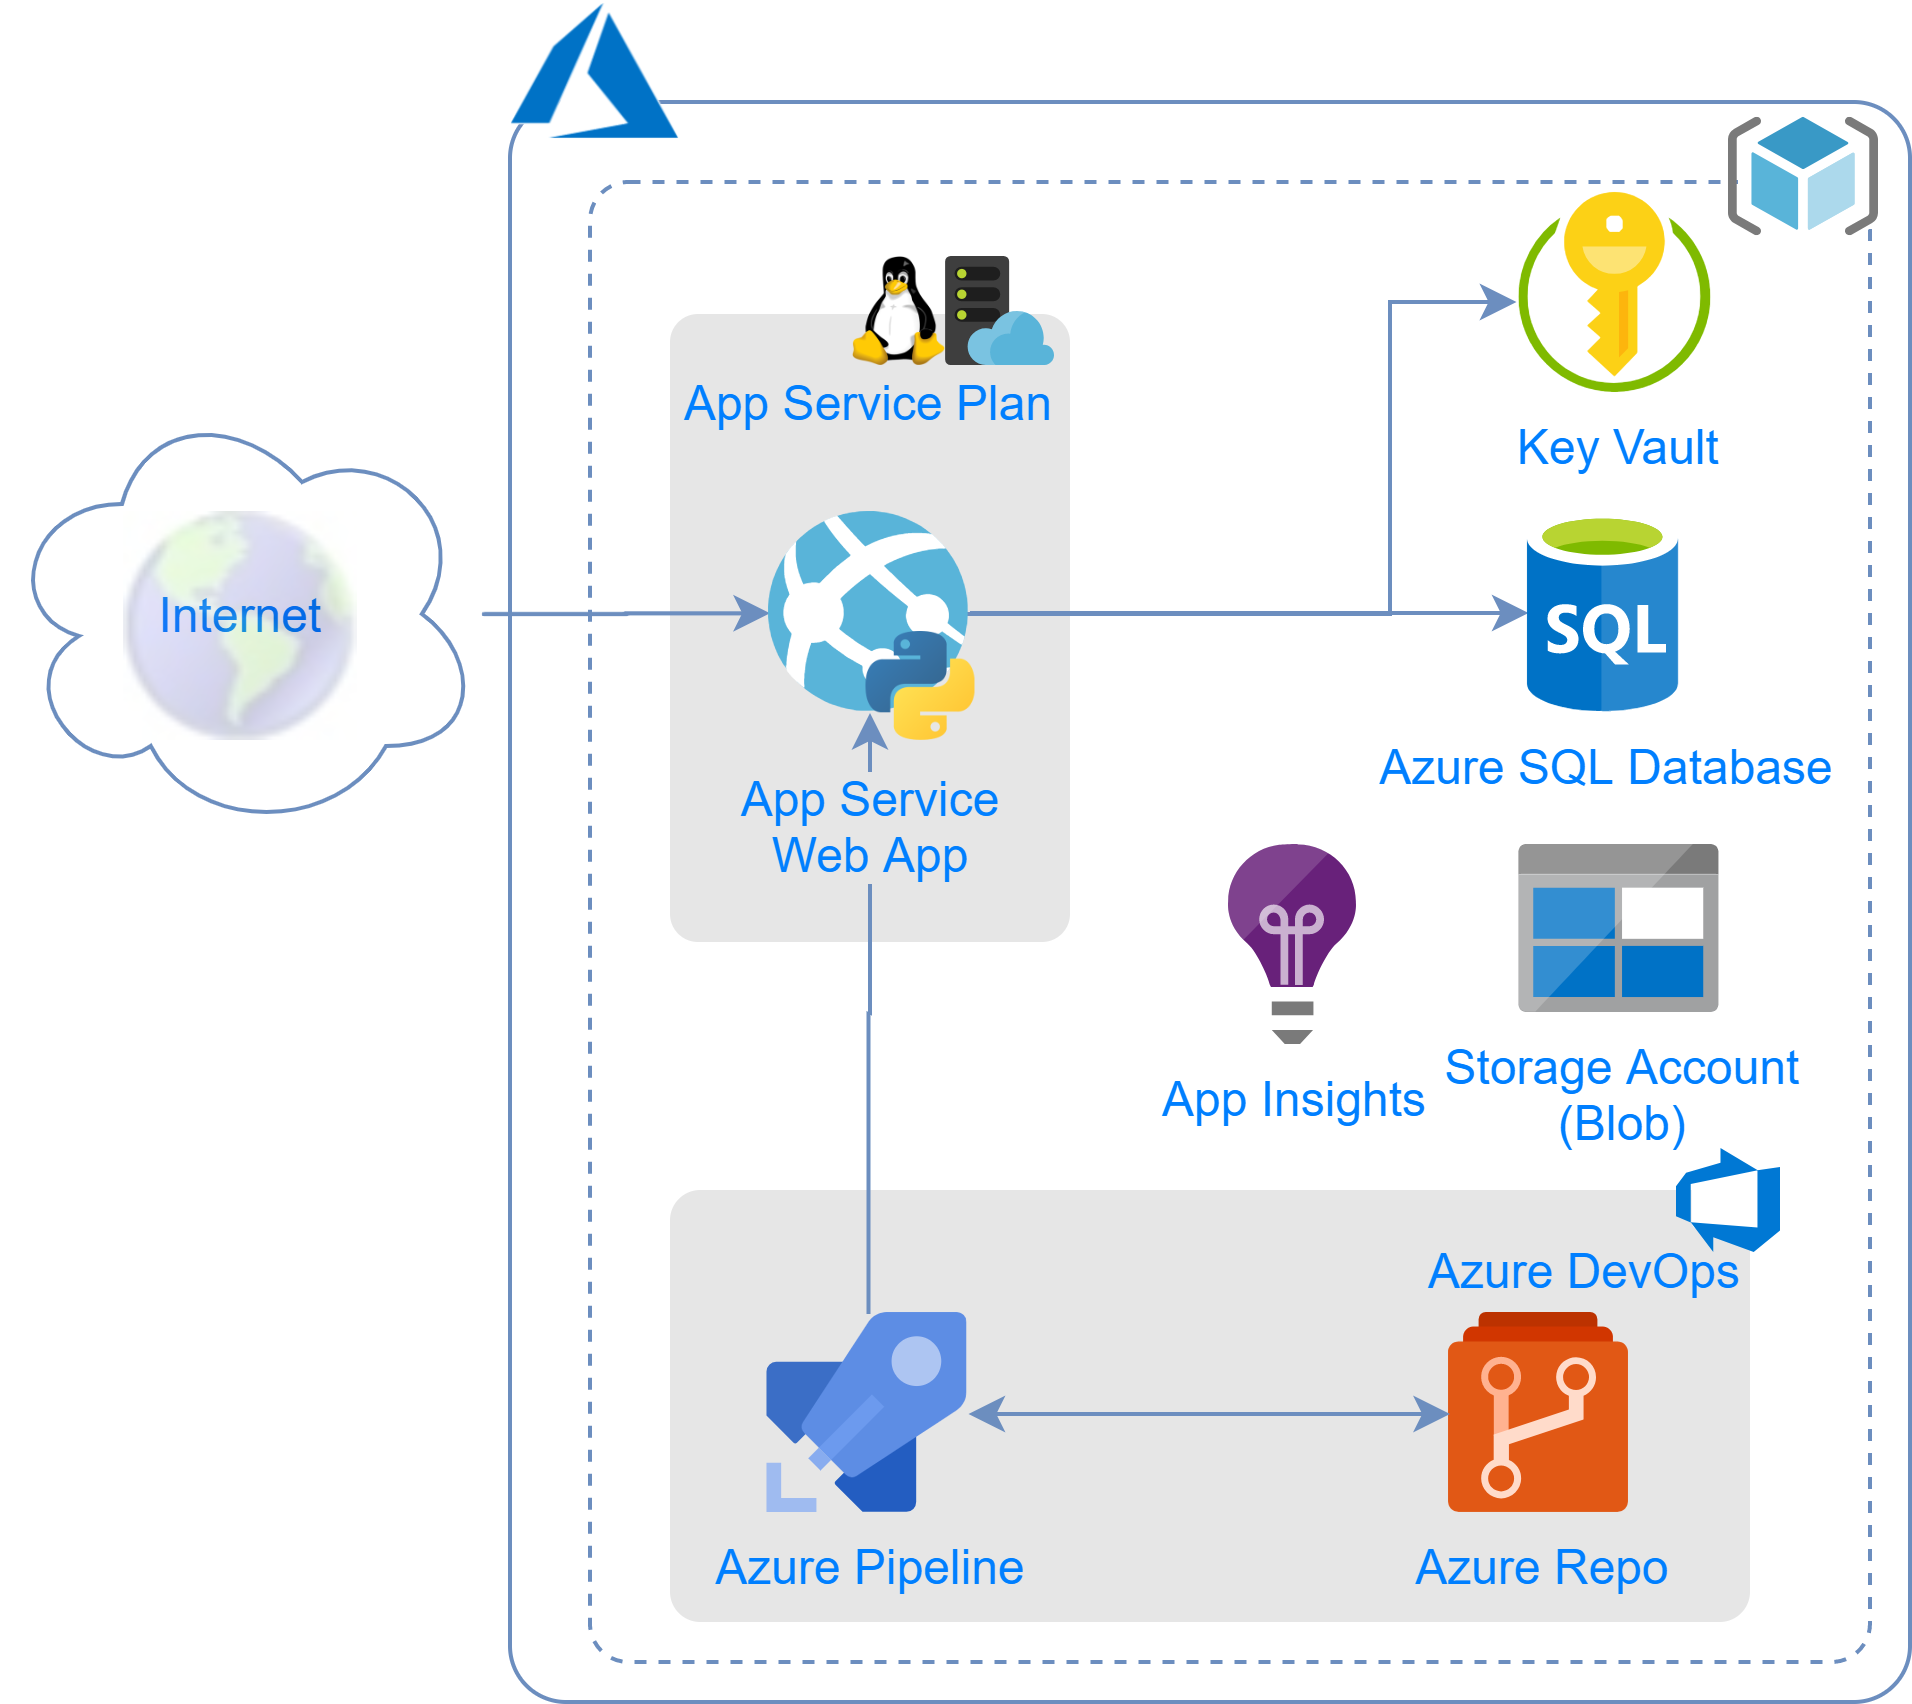 App Service Plan
Key Vault
Internet
SQL
Azure SQL Database
App Service
Web App
App Insights
Storage Account
(Blob)
Azure DevOps
Azure Pipeline
Azure Repo